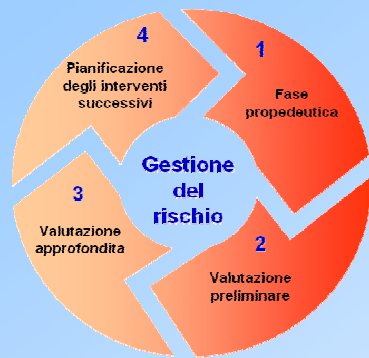 Gestione
del
rischio
1
Fase
propedeutica
2
Valutazione
preliminare
3
Valutazione
approfondita
4
Pianificazione
degli interventi
successivi